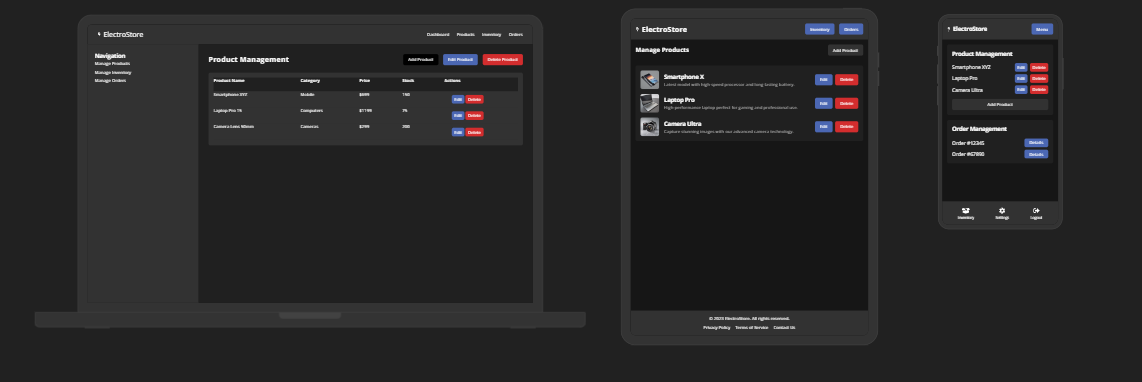 ElectroStore
Dashboard Products Inventory Orders
Navigation
Manage Products
Manage Inventory
Manage Orders
Product Management
Add Product Edit Product Delete Product
Product Name Category Price Stock Actions
Smartphone XYZ Mobile $699 150 Edit Delete
Laptop Pro 15 Computers $1199 75 Edit Delete
Camera Lens 50mm Cameras $299 200 Edit Delete
ElectroStore
Inventory Orders
Manage Products
Add Product
Smartphone X
Latest model with high-speed processor and long-lasting battery.
Edit Delete
Laptop Pro
High-performance laptop perfect for gaming and professional use.
Edit Delete
Camera Ultra
Capture stunning images with our advanced camera technology.
Edit Delete
© 2023 ElectroStore. All rights reserved.
Privacy Policy Terms of Service Contact Us
ElectroStore
Menu
Product Management
Smartphone XYZ Edit Delete
Laptop Pro Edit Delete
Camera Ultra Edit Delete
Add Product
Order Management
Order #12345 Details
Order #67890 Details
Inventory Settings Logout